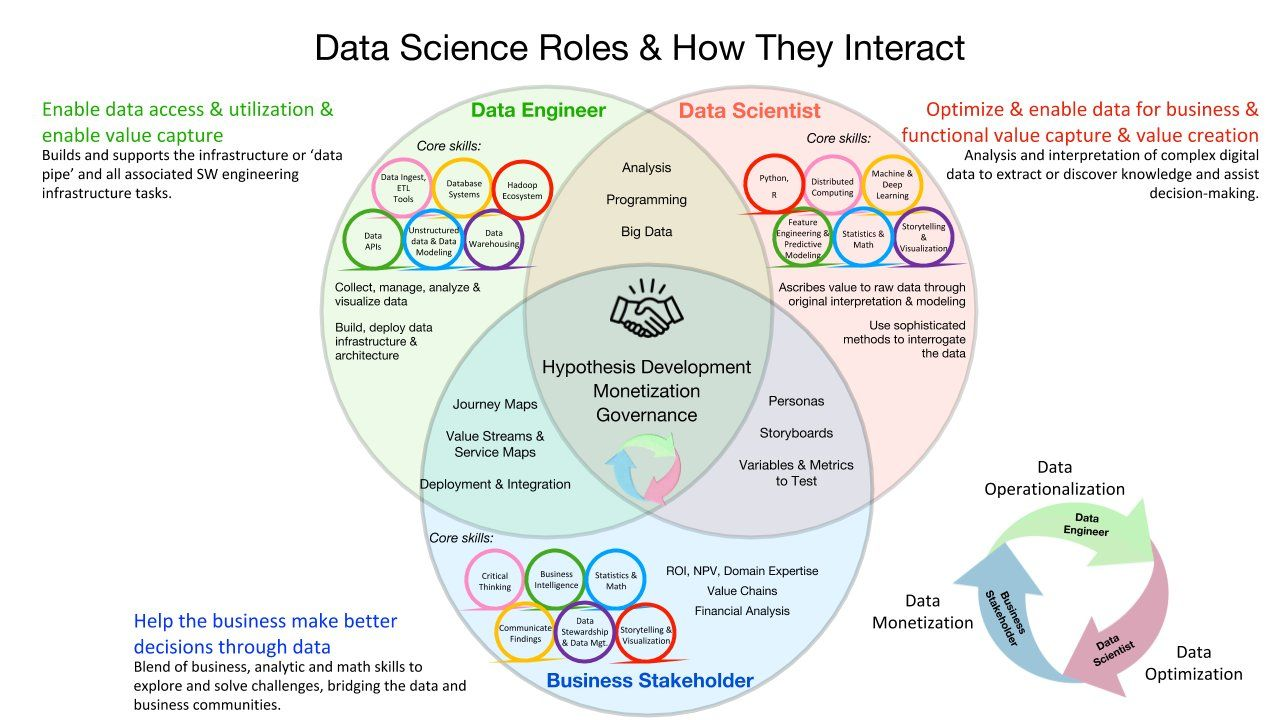 Data Science Roles & How They Interact
Enable data access & utilization &
enable value capture
Builds and supports the infrastructure or ‘data
pipe’ and all associated SW engineering
infrastructure tasks.
Data Engineer
Core skills:
Data Ingest,
ETL
Tools
Database
Systems
Hadoop
Ecosystem
Data
APIs
Unstructured
data & Data
Modeling
Data
Warehousing
Collect, manage, analyze &
visualize data
Build, deploy data
infrastructure &
architecture
Analysis
Programming
Big Data
Data Scientist
Core skills:
Python,
R
Distributed
Computing
Machine &
Deep
Learning
Feature
Engineering &
Predictive
Modeling
Statistics &
Math
Storytelling
&
Visualization
Ascribes value to raw data through
original interpretation & modeling
Use sophisticated
methods to interrogate
the data
Optimize & enable data for business &
functional value capture & value creation
Analysis and interpretation of complex digital
data to extract or discover knowledge and assist
decision-making.
Hypothesis Development
Monetization
Governance
Journey Maps
Value Streams &
Service Maps
Deployment & Integration
Personas
Storyboards
Variables & Metrics
to Test
Core skills:
Critical
Thinking
Business
Intelligence
Statistics &
Math
Communicate
Findings
Data
Stewardship
& Data Mgt.
Storytelling &
Visualization
ROI, NPV, Domain Expertise
Value Chains
Financial Analysis
Business Stakeholder
Help the business make better
decisions through data
Blend of business, analytic and math skills to
explore and solve challenges, bridging the data and
business communities.
Data
Operationalization
Data
Engineer
Data
Monetization
Business
Stakeholder
Data
Scientist
Data
Optimization